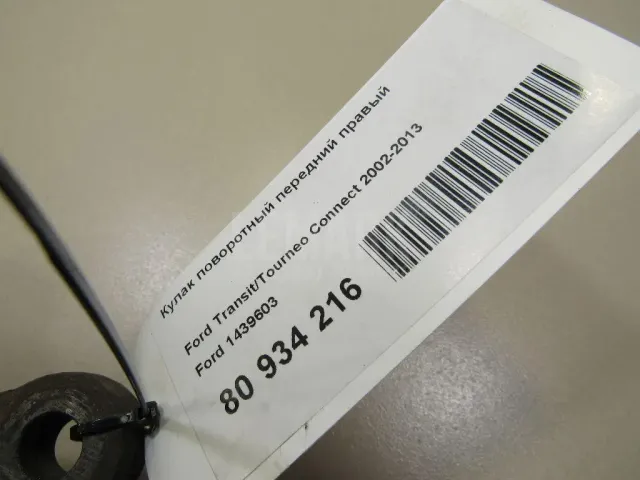 Кулак поворотный передний правый
Ford Transit/Tourneo Connect 2002-2013
Ford 1439603
80 934 216